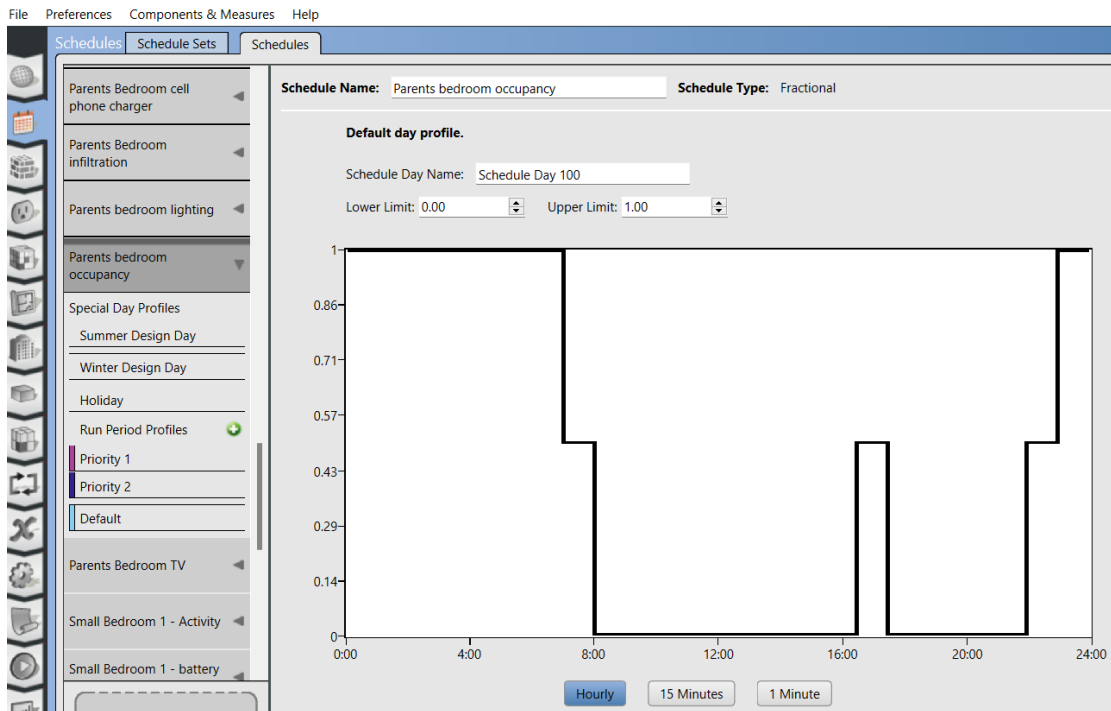 File Preferences Components & Measures Help
Schedules Schedule Sets Schedules
Parents Bedroom cell
phone charger
Parents Bedroom
infiltration
Parents bedroom lighting
Parents bedroom
occupancy
Special Day Profiles
Summer Design Day
Winter Design Day
Holiday
Run Period Profiles
Priority 1
Priority 2
Default
Parents Bedroom TV
Small Bedroom 1 - Activity
Small Bedroom 1 - battery
Schedule Name: Parents bedroom occupancy Schedule Type: Fractional
Default day profile.
Schedule Day Name: Schedule Day 100
Lower Limit: 0.00 Upper Limit: 1.00
1
0.86
0.71
0.57
0.43
0.29
0.14
0
0:00 4:00 8:00 12:00 16:00 20:00 24:00
Hourly 15 Minutes 1 Minute